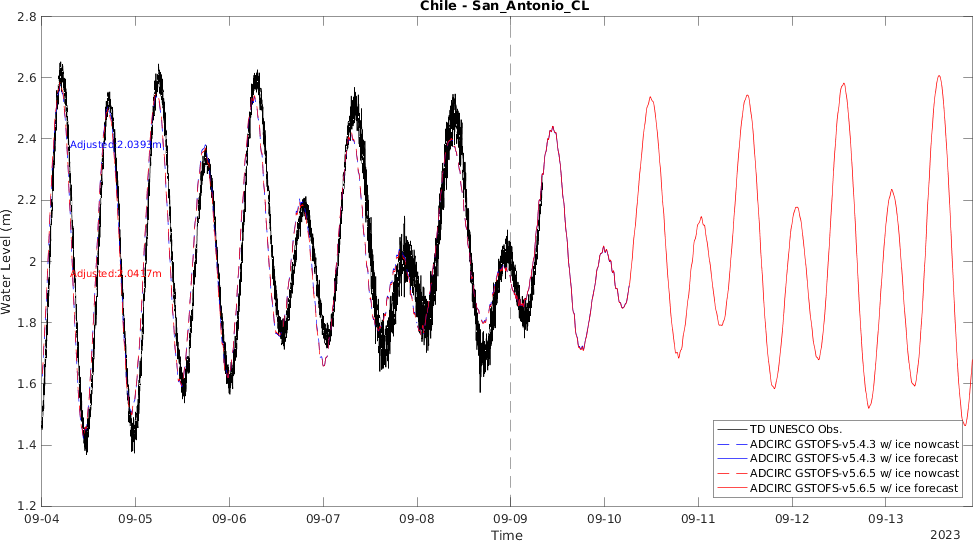 Chile - San_Antonio_CL
2.8
2.6
2.4
2.2
2
1.8
1.6
1.4
1.2
Water Level (m)
Adjusted:2.0393m
Adjusted:2.0417m
TD UNESCO Obs.
ADCIRC GSTOFS-v5.4.3 w/ ice nowcast
ADCIRC GSTOFS-v5.4.3 w/ ice forecast
ADCIRC GSTOFS-v5.6.5 w/ ice nowcast
ADCIRC GSTOFS-v5.6.5 w/ ice forecast
09-04 09-05 09-06 09-07 09-08 09-09 09-10 09-11 09-12 09-13
Time
2023